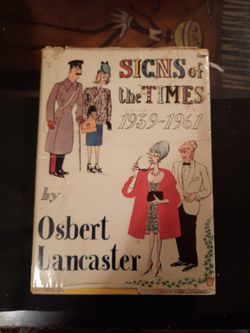 SIGNS of
the TIMES
1939-1961
by
Osbert
Lancaster